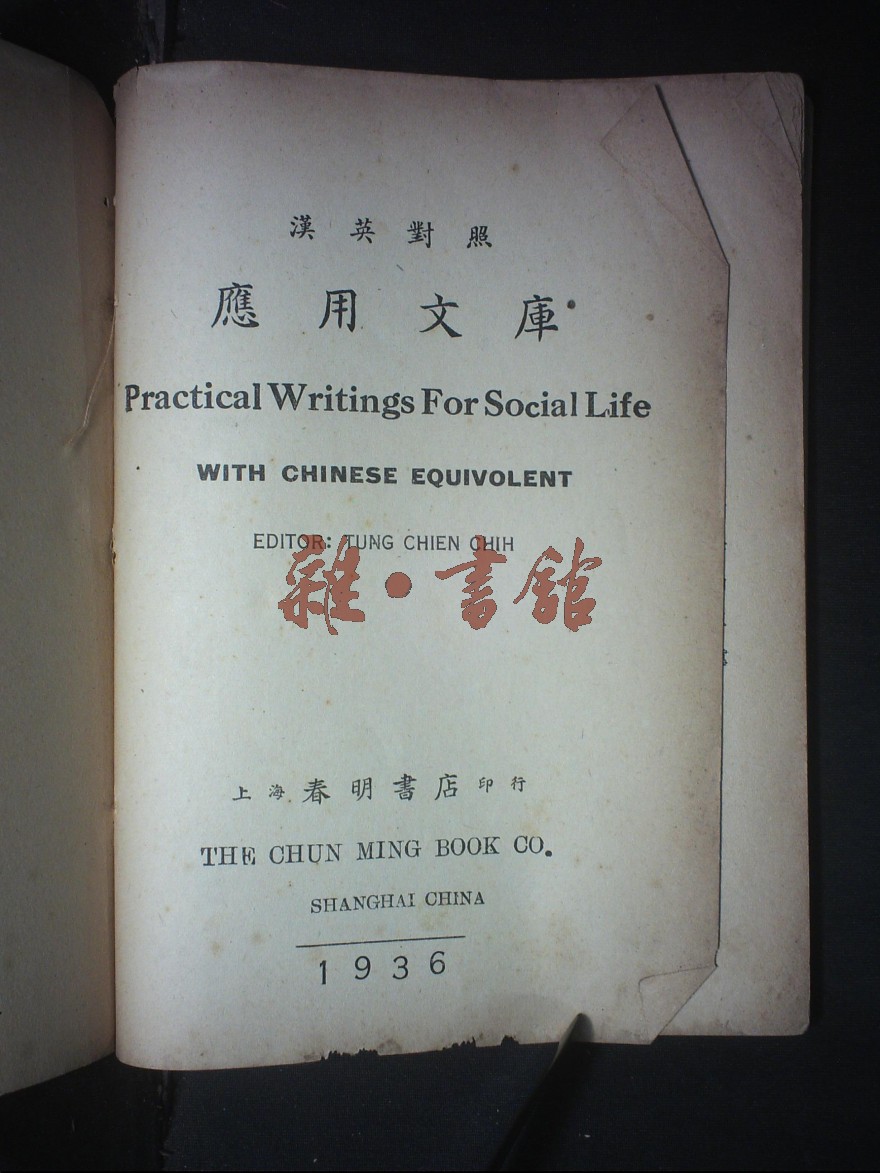 漢英對照
應用文庫
Practical Writings For Social Life
WITH CHINESE EQUIVOLENT
EDITOR: TUNG CHIEN CHIH
雜·書館
上海春明書店印行
THE CHUN MING BOOK CO.
SHANGHAI CHINA
1936